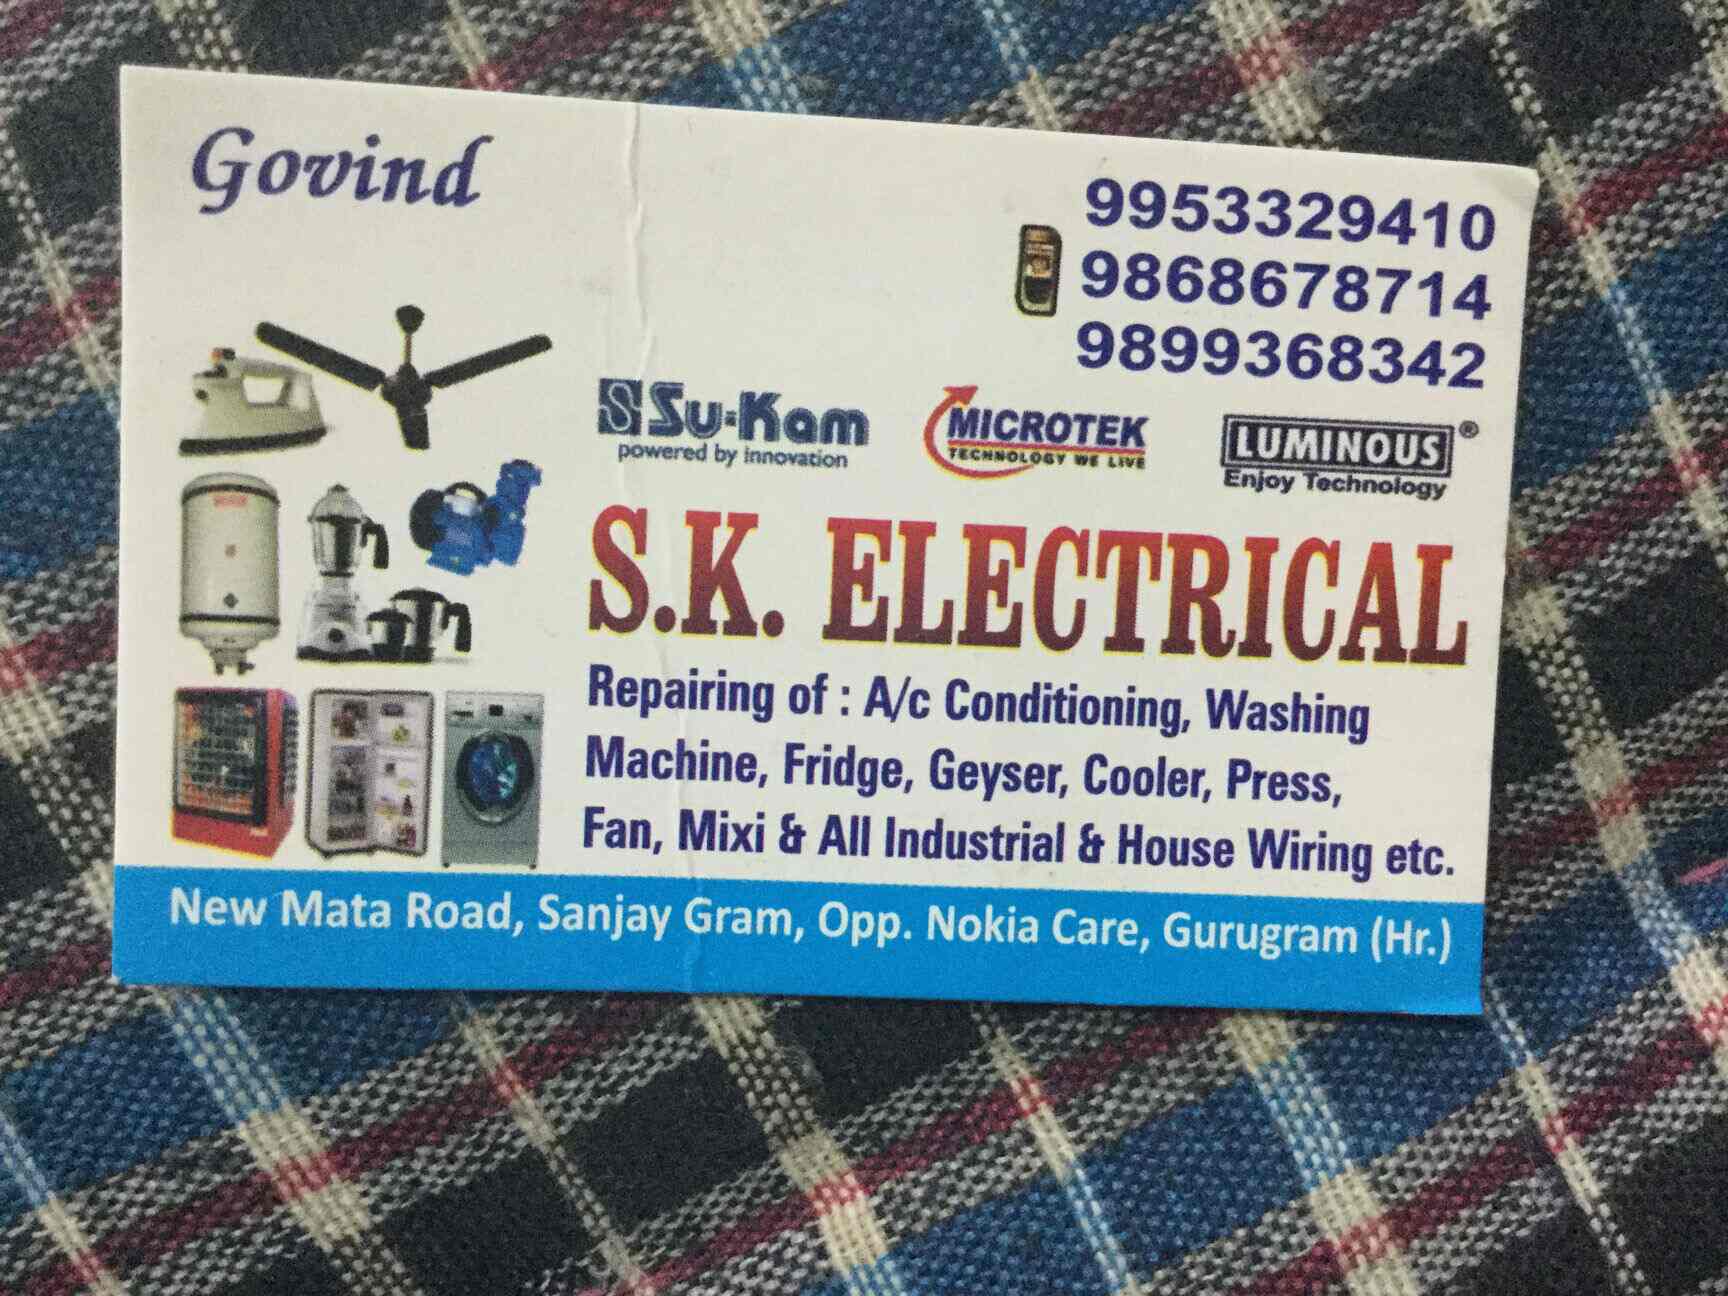 Govind
9953329410
9868678714
9899368342
Su-Kam
powered by innovation
MICROTEK
TECHNOLOGY WE LIVE
LUMINOUS®
Enjoy Technology
S.K. ELECTRICAL
Repairing of : A/c Conditioning, Washing
Machine, Fridge, Geyser, Cooler, Press,
Fan, Mixi & All Industrial & House Wiring etc.
New Mata Road, Sanjay Gram, Opp. Nokia Care, Gurugram (Hr.)